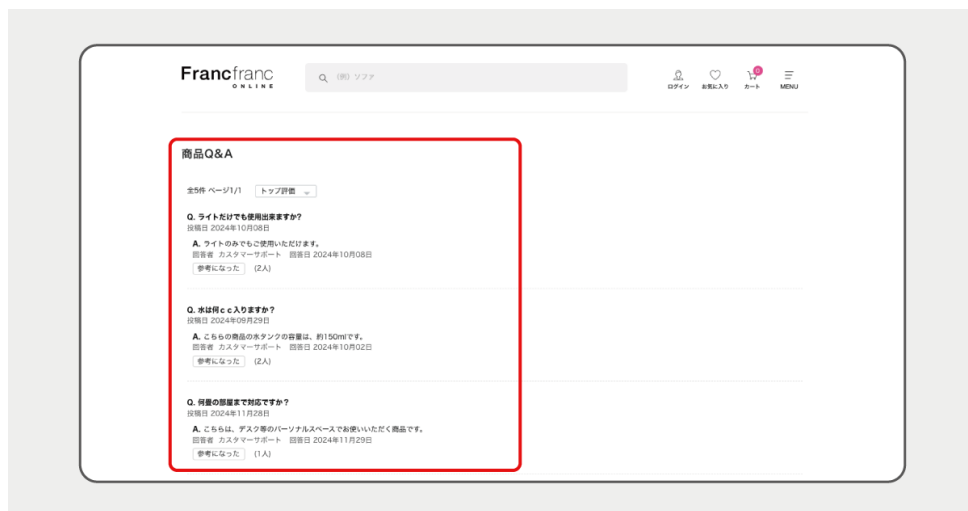 Francfranc
ONLINE
(例) ソファ
ログイン
お気に入り
0
カート
MENU
商品Q&A
全5件 ページ1/1 トップ評価
Q. ライトだけでも使用出来ますか?
投稿日 2024年10月08日
A. ライトのみでもご使用いただけます。
回答者 カスタマーサポート 回答日 2024年10月08日
参考になった (2人)
Q. 水は何ｃｃ入りますか？
投稿日 2024年09月29日
A. こちらの商品の水タンクの容量は、約150mlです。
回答者 カスタマーサポート 回答日 2024年10月02日
参考になった (2人)
Q. 何畳の部屋まで対応ですか？
投稿日 2024年11月28日
A. こちらは、デスク等のパーソナルスペースでお使いいただく商品です。
回答者 カスタマーサポート 回答日 2024年11月29日
参考になった (1人)